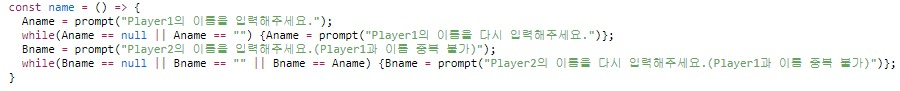 const name = () => {
Aname = prompt("Player1의 이름을 입력해주세요.");
while(Aname == null || Aname == "") {Aname = prompt("Player1의 이름을 다시 입력해주세요.")};
Bname = prompt("Player2의 이름을 입력해주세요.(Player1과 이름 중복 불가)");
while(Bname == null || Bname == "" || Bname == Aname) {Bname = prompt("Player2의 이름을 다시 입력해주세요.(Player1과 이름 중복 불가)")};
}